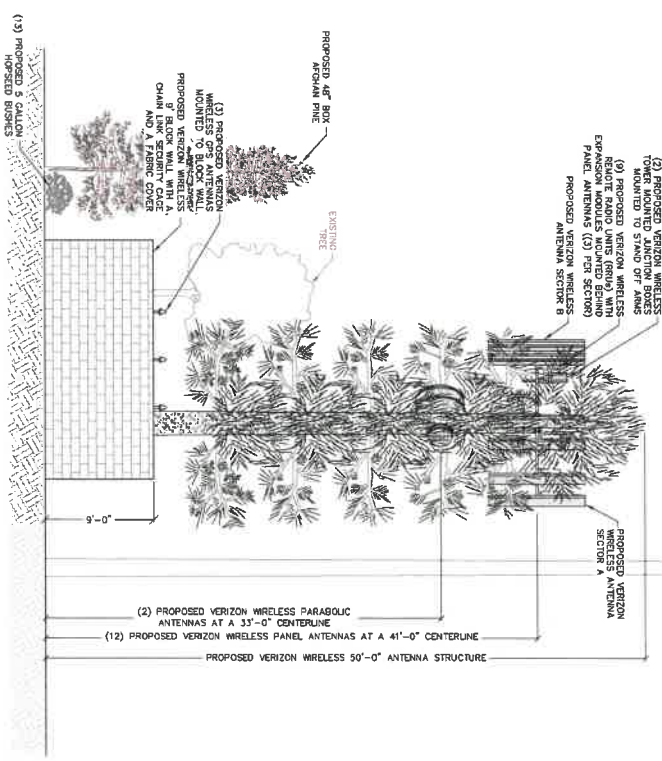 (2) PROPOSED VERIZON WIRELESS
TOWER MOUNTED JUNCTION BOXES
MOUNTED TO STAND OFF ARMS
(9) PROPOSED VERIZON WIRELESS
REMOTE RADIO UNITS (RRUs) WITH
EXPANSION MODULES MOUNTED BEHIND
PANEL ANTENNAS ((3) PER SECTOR)
PROPOSED VERIZON WIRELESS
ANTENNA SECTOR B
PROPOSED VERIZON
WIRELESS ANTENNA
SECTOR A
PROPOSED 48" BOX
AFGHAN PINE
EXISTING
TREE
(3) PROPOSED VERIZON
WIRELESS GPS ANTENNAS
MOUNTED TO BLOCK WALL
PROPOSED VERIZON WIRELESS
9' BLOCK WALL WITH A
CHAIN LINK SECURITY CAGE
AND A FABRIC COVER
(13) PROPOSED 5 GALLON
HOPSEED BUSHES
9'-0"
(2) PROPOSED VERIZON WIRELESS PARABOLIC
ANTENNAS AT A 33'-0" CENTERLINE
(12) PROPOSED VERIZON WIRELESS PANEL ANTENNAS AT A 41'-0" CENTERLINE
PROPOSED VERIZON WIRELESS 50'-0" ANTENNA STRUCTURE